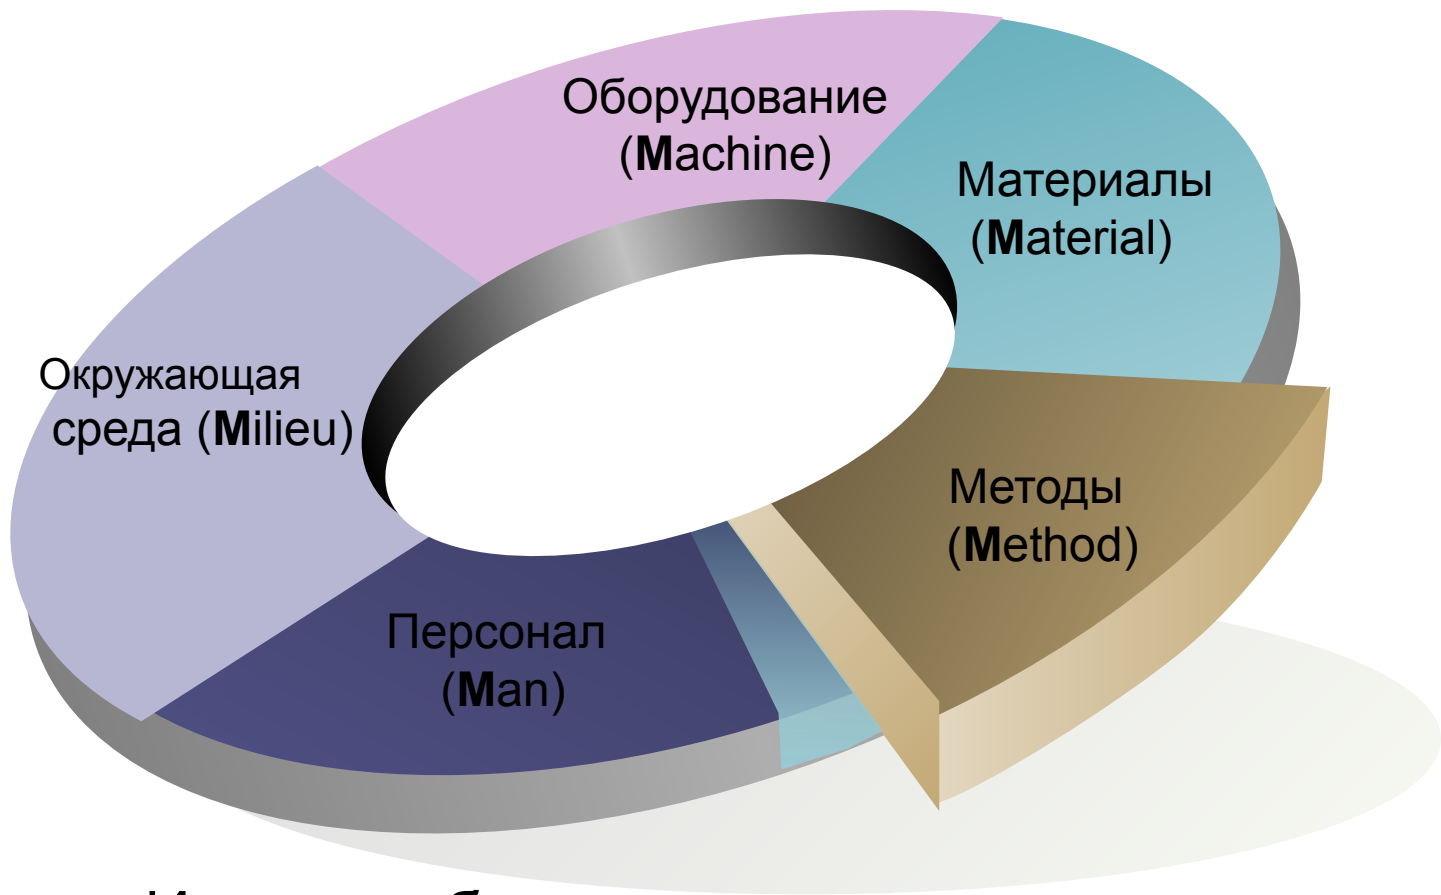 Оборудование
(Machine)
Материалы
(Material)
Окружающая
среда (Milieu)
Методы
(Method)
Персонал
(Man)